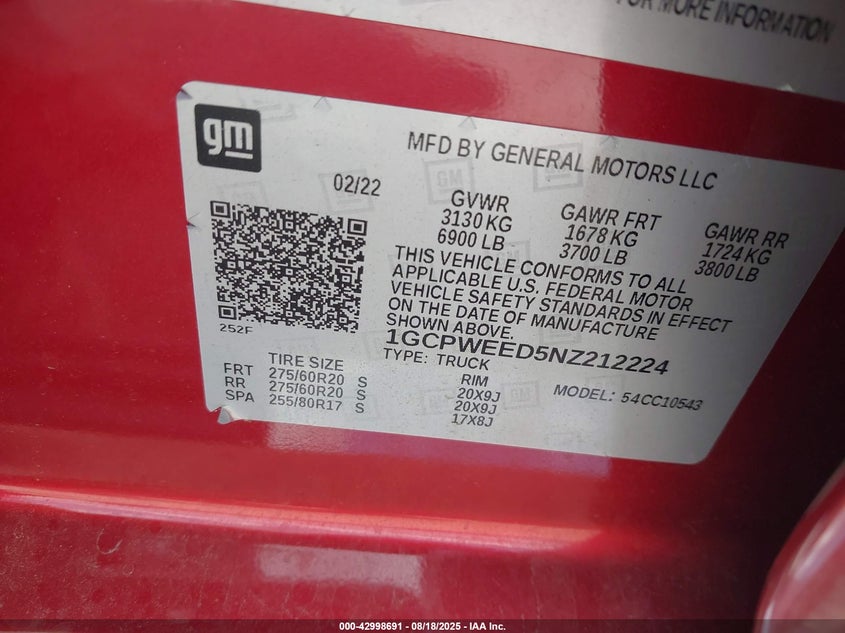 FOR MORE INFORMATION
gm
MFD BY GENERAL MOTORS LLC
02/22
GVWR GAWR FRT GAWR RR
3130 KG 1678 KG 1724 KG
6900 LB 3700 LB 3800 LB
THIS VEHICLE CONFORMS TO ALL
APPLICABLE U.S. FEDERAL MOTOR
VEHICLE SAFETY STANDARDS IN EFFECT
ON THE DATE OF MANUFACTURE
SHOWN ABOVE.
1GCPWEED5NZ212224
252F
TYPE: TRUCK
TIRE SIZE RIM
FRT 275/60R20 S 20X9J
RR 275/60R20 S 20X9J
SPA 255/80R17 S 17X8J
MODEL: 54CC10543
000-42998691 - 08/18/2025 - IAA Inc.